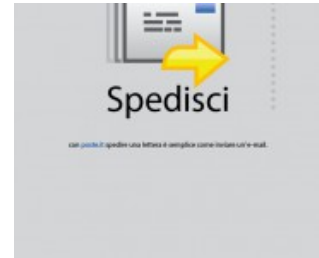 Spedisci
con poste.it spedire una lettera è semplice come inviare un'e-mail.